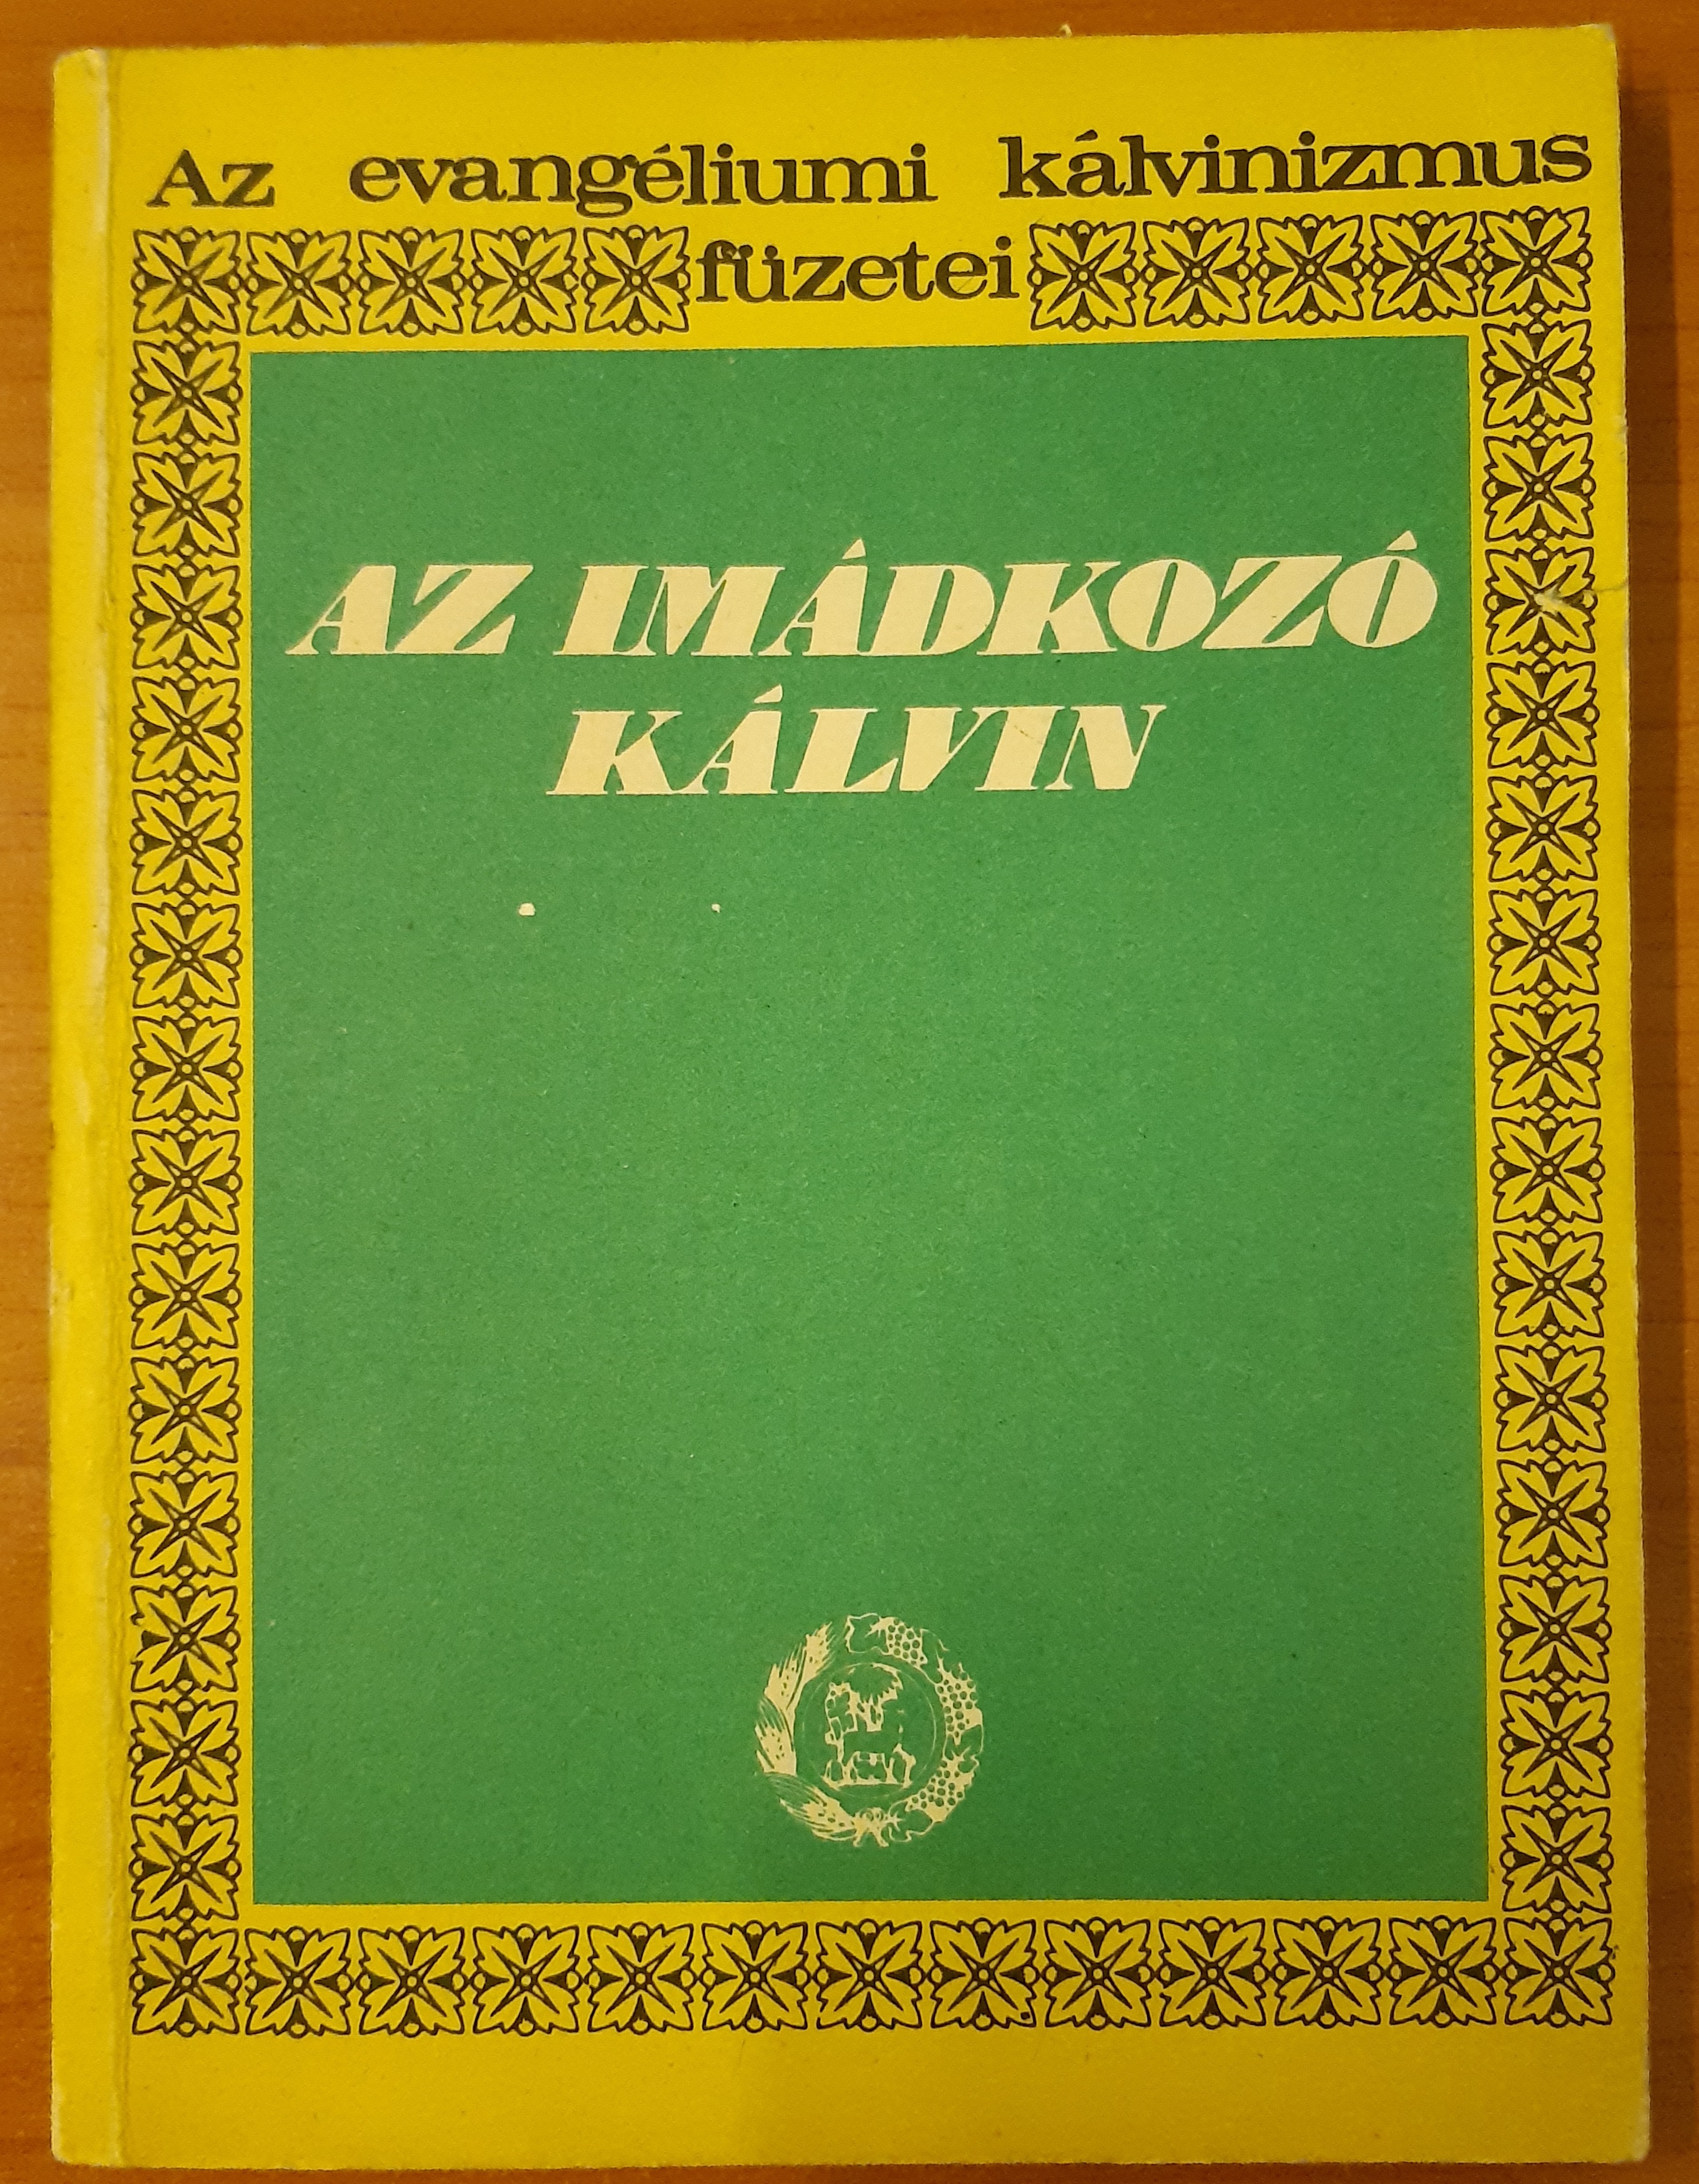 Az evangéliumi kálvinizmus
füzetei
AZ IMÁDKOZÓ
KÁLVIN